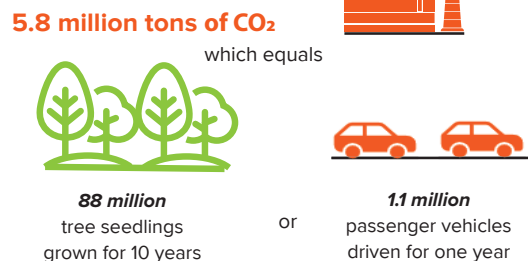 5.8 million tons of CO₂
which equals
88 million
tree seedlings
grown for 10 years
or
1.1 million
passenger vehicles
driven for one year